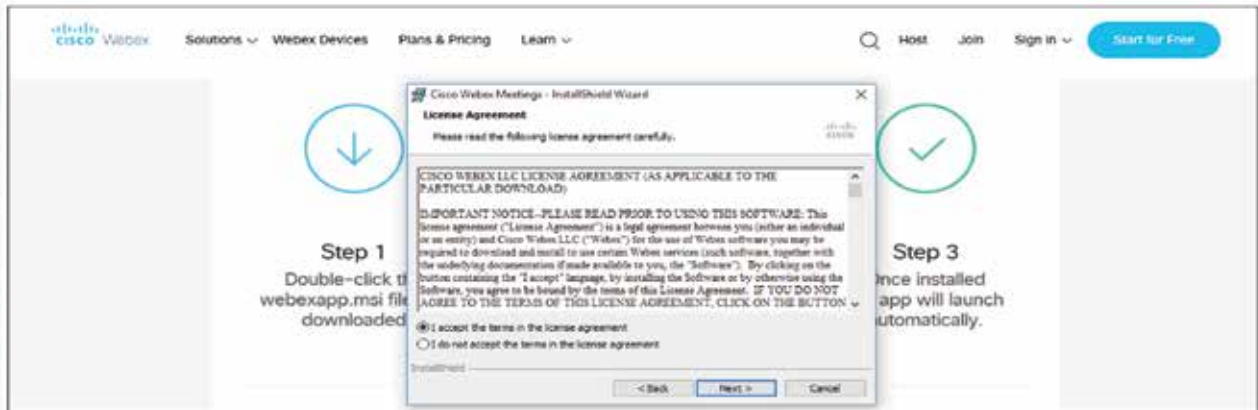 CISCO Webex
Solutions Webex Devices Plans & Pricing Learn Host Join Sign in Start for Free
Cisco Webex Meetings - InstallShield Wizard
License Agreement
Please read the following license agreement carefully.
CISCO
CISCO WEBEX LLC LICENSE AGREEMENT (AS APPLICABLE TO THE
PARTICULAR DOWNLOAD)
IMPORTANT NOTICE--PLEASE READ PRIOR TO USING THIS SOFTWARE: This
license agreement ("License Agreement") is a legal agreement between you (either an individual
or an entity) and Cisco Webex LLC ("Webex") for the use of Webex software you may be
required to download and install to use certain Webex services (such software, together with
the underlying documentation if made available to you, the "Software"). By clicking on the
button containing the "I accept" language, by installing the Software or by otherwise using the
Software, you agree to be bound by the terms of this License Agreement. IF YOU DO NOT
AGREE TO THE TERMS OF THIS LICENSE AGREEMENT, CLICK ON THE BUTTON
I accept the terms in the license agreement
I do not accept the terms in the license agreement
InstallShield
< Back Next > Cancel
Step 1
Double-click th
webexapp.msi file
downloaded
Step 3
Once installed
app will launch
automatically.